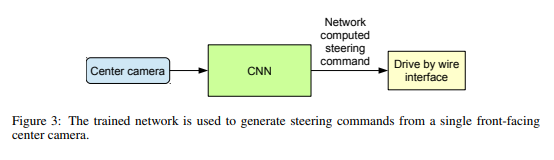 Network
computed
steering
command
Center camera
CNN
Drive by wire
interface
Figure 3: The trained network is used to generate steering commands from a single front-facing
center camera.